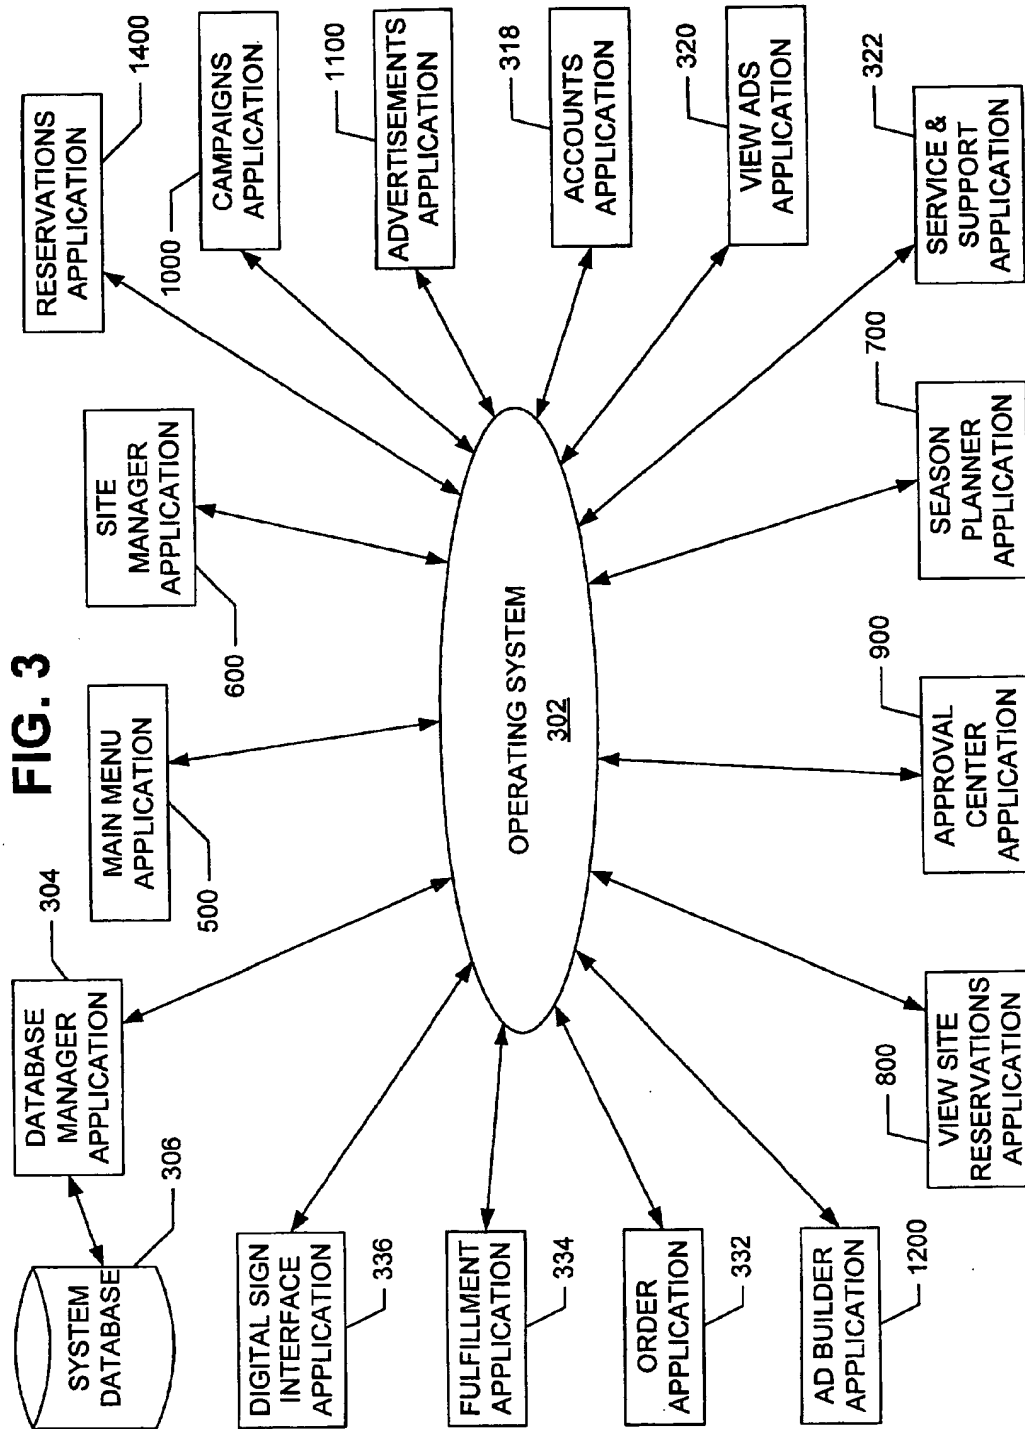 FIG. 3
SYSTEM
DATABASE
306
DATABASE
MANAGER
APPLICATION
304
MAIN MENU
APPLICATION
500
SITE
MANAGER
APPLICATION
600
RESERVATIONS
APPLICATION
1400
CAMPAIGNS
APPLICATION
1000
ADVERTISEMENTS
APPLICATION
1100
ACCOUNTS
APPLICATION
318
VIEW ADS
APPLICATION
320
SERVICE &
SUPPORT
APPLICATION
322
SEASON
PLANNER
APPLICATION
700
APPROVAL
CENTER
APPLICATION
900
VIEW SITE
RESERVATIONS
APPLICATION
800
AD BUILDER
APPLICATION
1200
ORDER
APPLICATION
332
FULFILLMENT
APPLICATION
334
DIGITAL SIGN
INTERFACE
APPLICATION
336
OPERATING SYSTEM
302